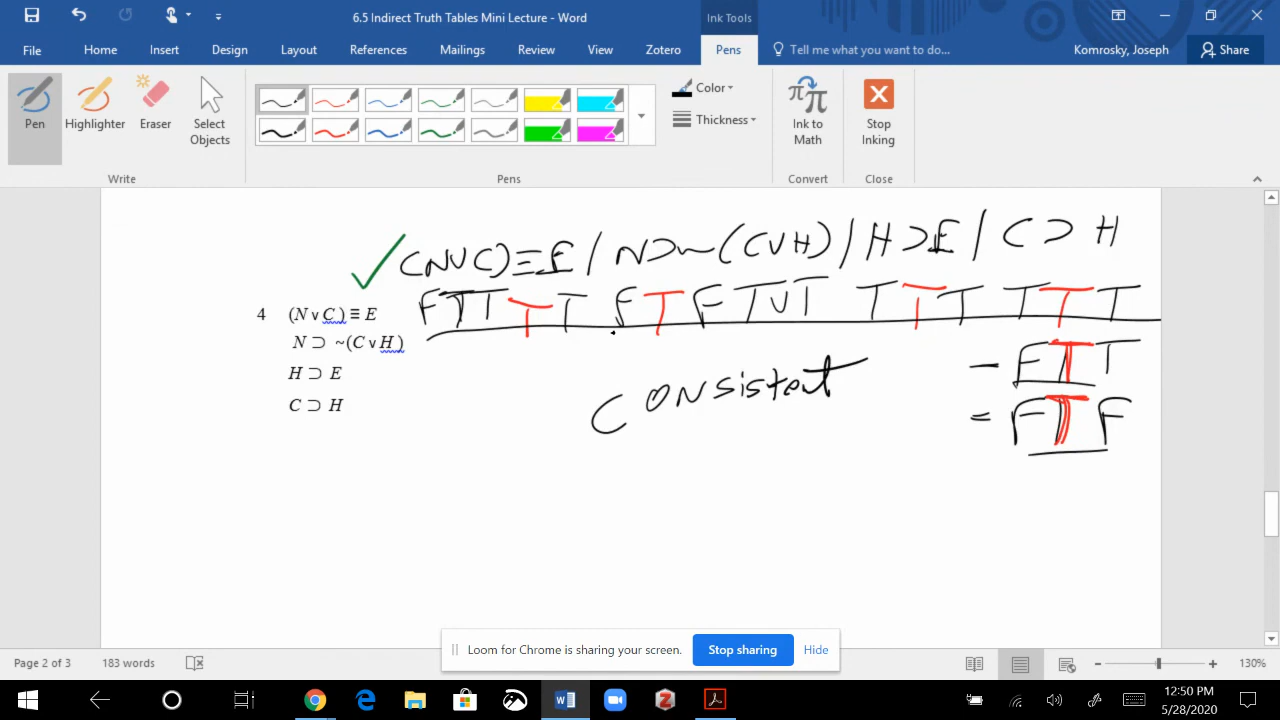 6.5 Indirect Truth Tables Mini Lecture - Word
Ink Tools
File Home Insert Design Layout References Mailings Review View Zotero Pens Tell me what you want to do... Komrosky, Joseph Share
Pen Highlighter Eraser Select Objects
Color
Thickness
Ink to Math
Stop Inking
Write Pens Convert Close
(N∨C)≡E / N⊃~(C∨H) / H⊃E / C⊃H
F T T T T F T F T ∨ T T T T T T T
4 (N v C) ≡ E
N ⊃ ~(C v H)
H ⊃ E
C ⊃ H
– F T T
= F T F
Consistent
Loom for Chrome is sharing your screen. Stop sharing Hide
Page 2 of 3 183 words 130%
12:50 PM
5/28/2020